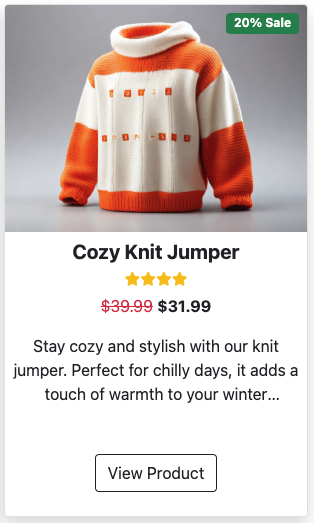 20% Sale
Cozy Knit Jumper
$39.99 $31.99
Stay cozy and stylish with our knit
jumper. Perfect for chilly days, it adds a
touch of warmth to your winter...
View Product